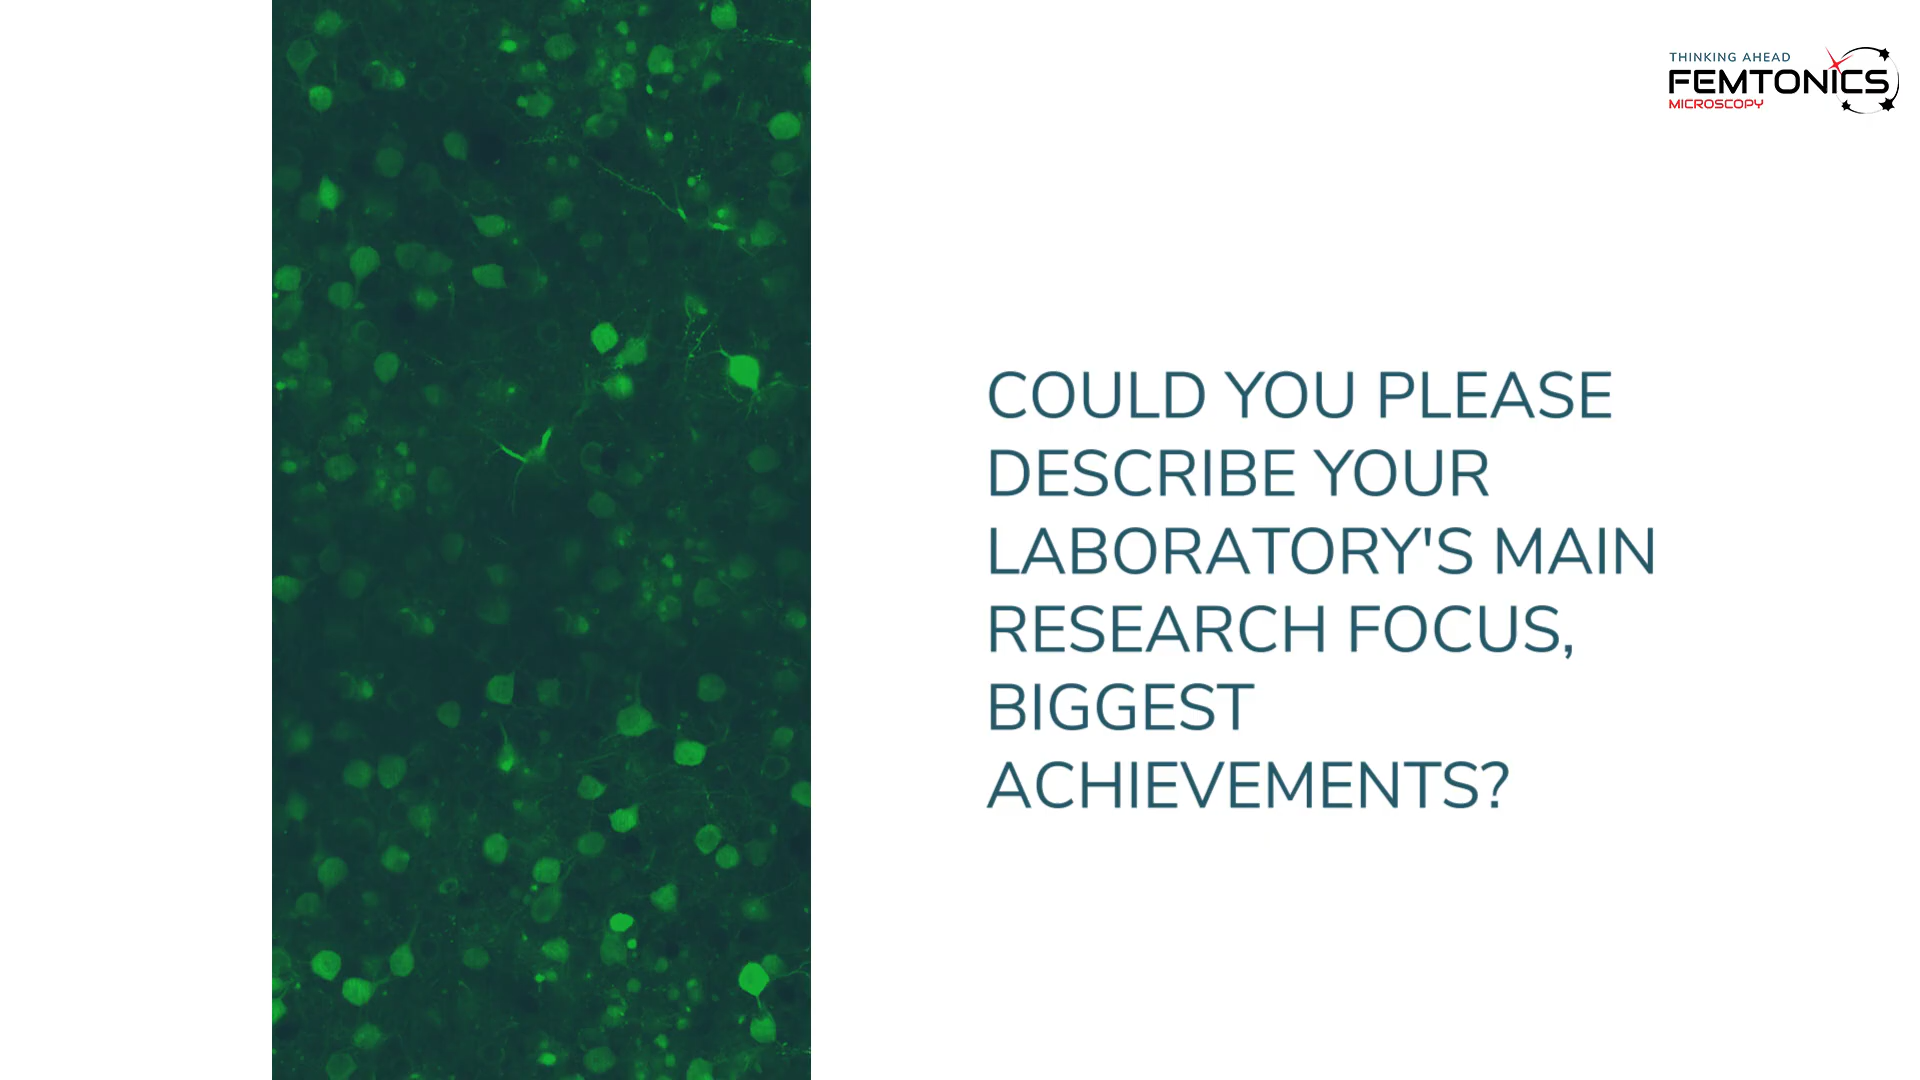 THINKING AHEAD
FEMTONICS
MICROSCOPY
COULD YOU PLEASE
DESCRIBE YOUR
LABORATORY'S MAIN
RESEARCH FOCUS,
BIGGEST
ACHIEVEMENTS?